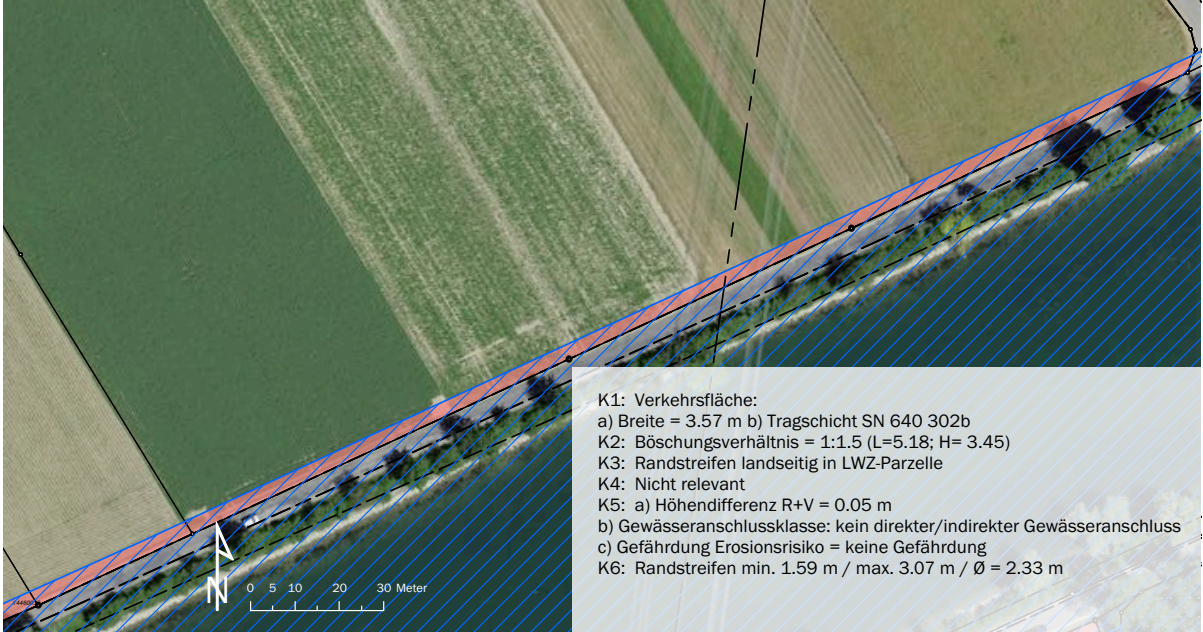 K1: Verkehrsfläche:
a) Breite = 3.57 m b) Tragschicht SN 640 302b
K2: Böschungsverhältnis = 1:1.5 (L=5.18; H= 3.45)
K3: Randstreifen landseitig in LWZ-Parzelle
K4: Nicht relevant
K5: a) Höhendifferenz R+V = 0.05 m
b) Gewässeranschlussklasse: kein direkter/indirekter Gewässeranschluss
c) Gefährdung Erosionsrisiko = keine Gefährdung
K6: Randstreifen min. 1.59 m / max. 3.07 m / Ø = 2.33 m
N
0 5 10 20 30 Meter